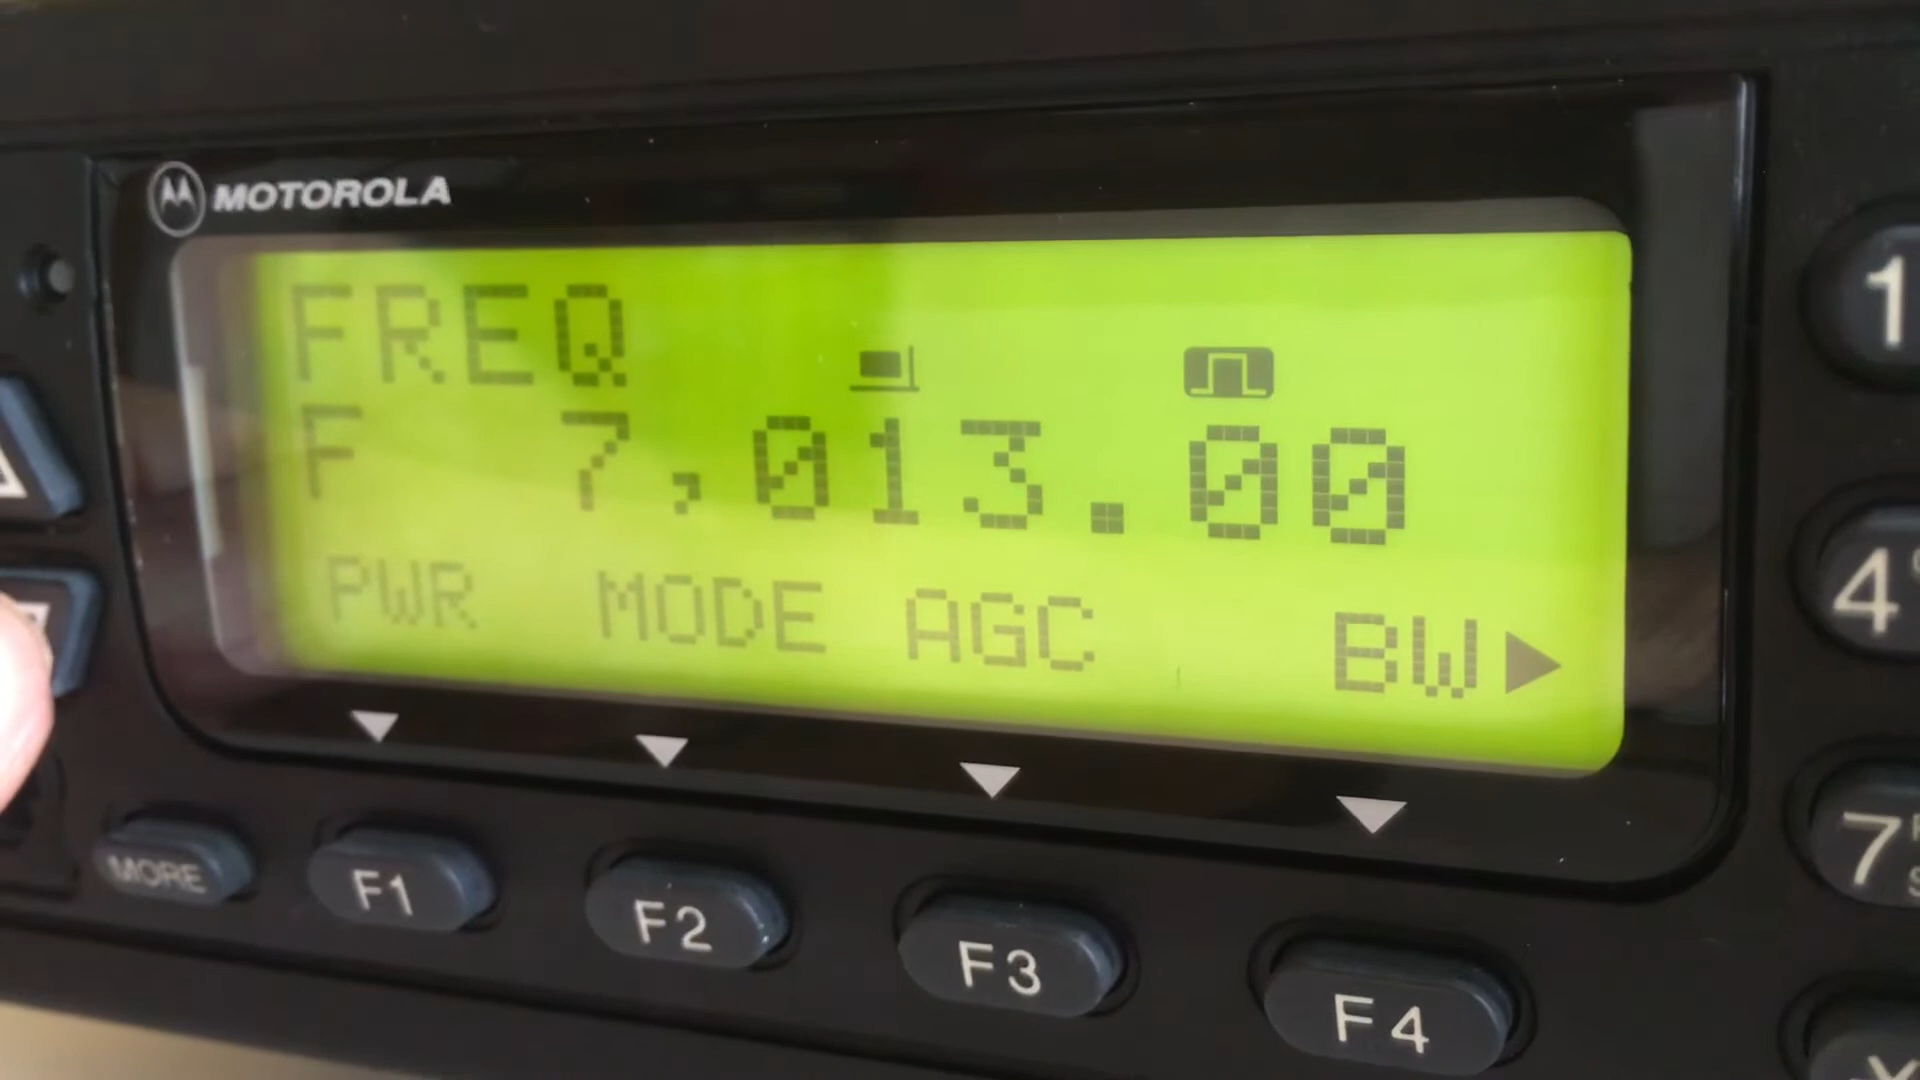 MOTOROLA
FREQ
F 7,013.00
PWR MODE AGC BW
MORE F1 F2 F3 F4
1
4
7